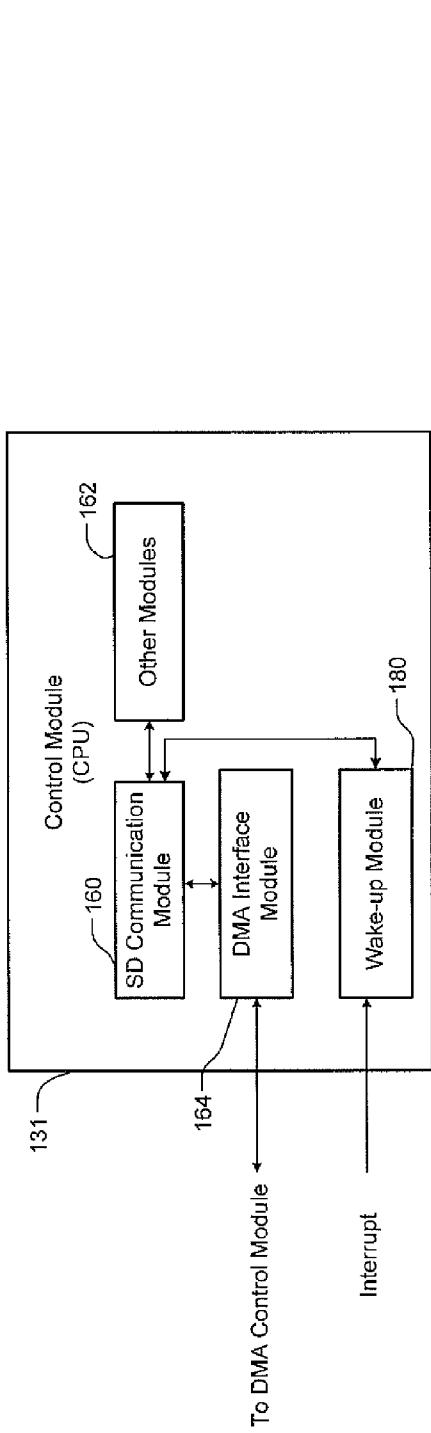 131
Control Module
(CPU)
160
SD Communication
Module
162
Other Modules
164
DMA Interface
Module
To DMA Control Module
Wake-up Module
180
Interrupt